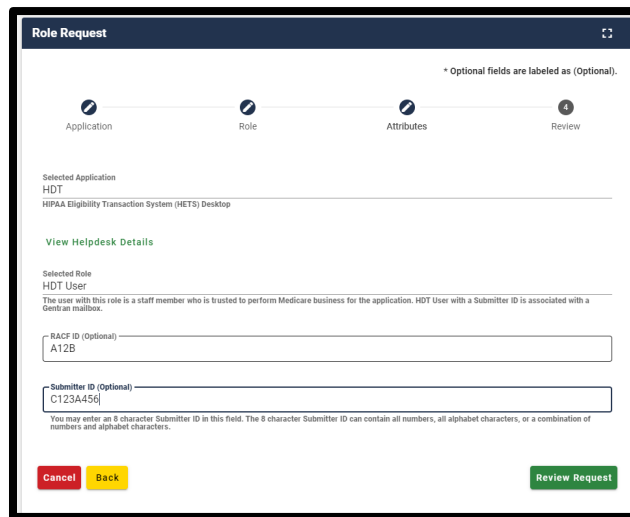 Role Request
* Optional fields are labeled as (Optional).
4
Application Role Attributes Review
Selected Application
HDT
HIPAA Eligibility Transaction System (HETS) Desktop
View Helpdesk Details
Selected Role
HDT User
The user with this role is a staff member who is trusted to perform Medicare business for the application. HDT User with a Submitter ID is associated with a
Gentran mailbox.
RACF ID (Optional)
A12B
Submitter ID (Optional)
C123A456
You may enter an 8 character Submitter ID in this field. The 8 character Submitter ID can contain all numbers, all alphabet characters, or a combination of
numbers and alphabet characters.
Cancel Back Review Request